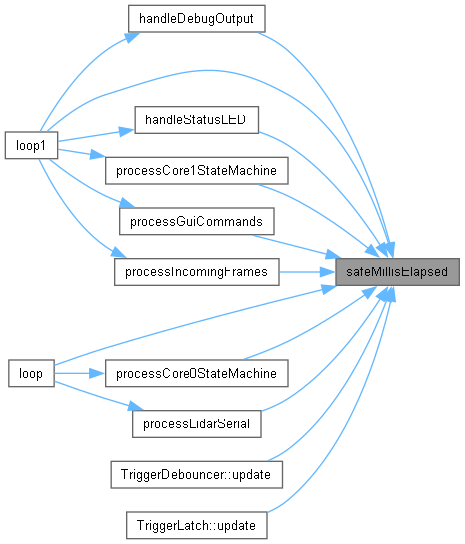 handleDebugOutput
handleStatusLED
loop1
processCore1StateMachine
processGuiCommands
processIncomingFrames
safeMillisElapsed
loop
processCore0StateMachine
processLidarSerial
TriggerDebouncer::update
TriggerLatch::update